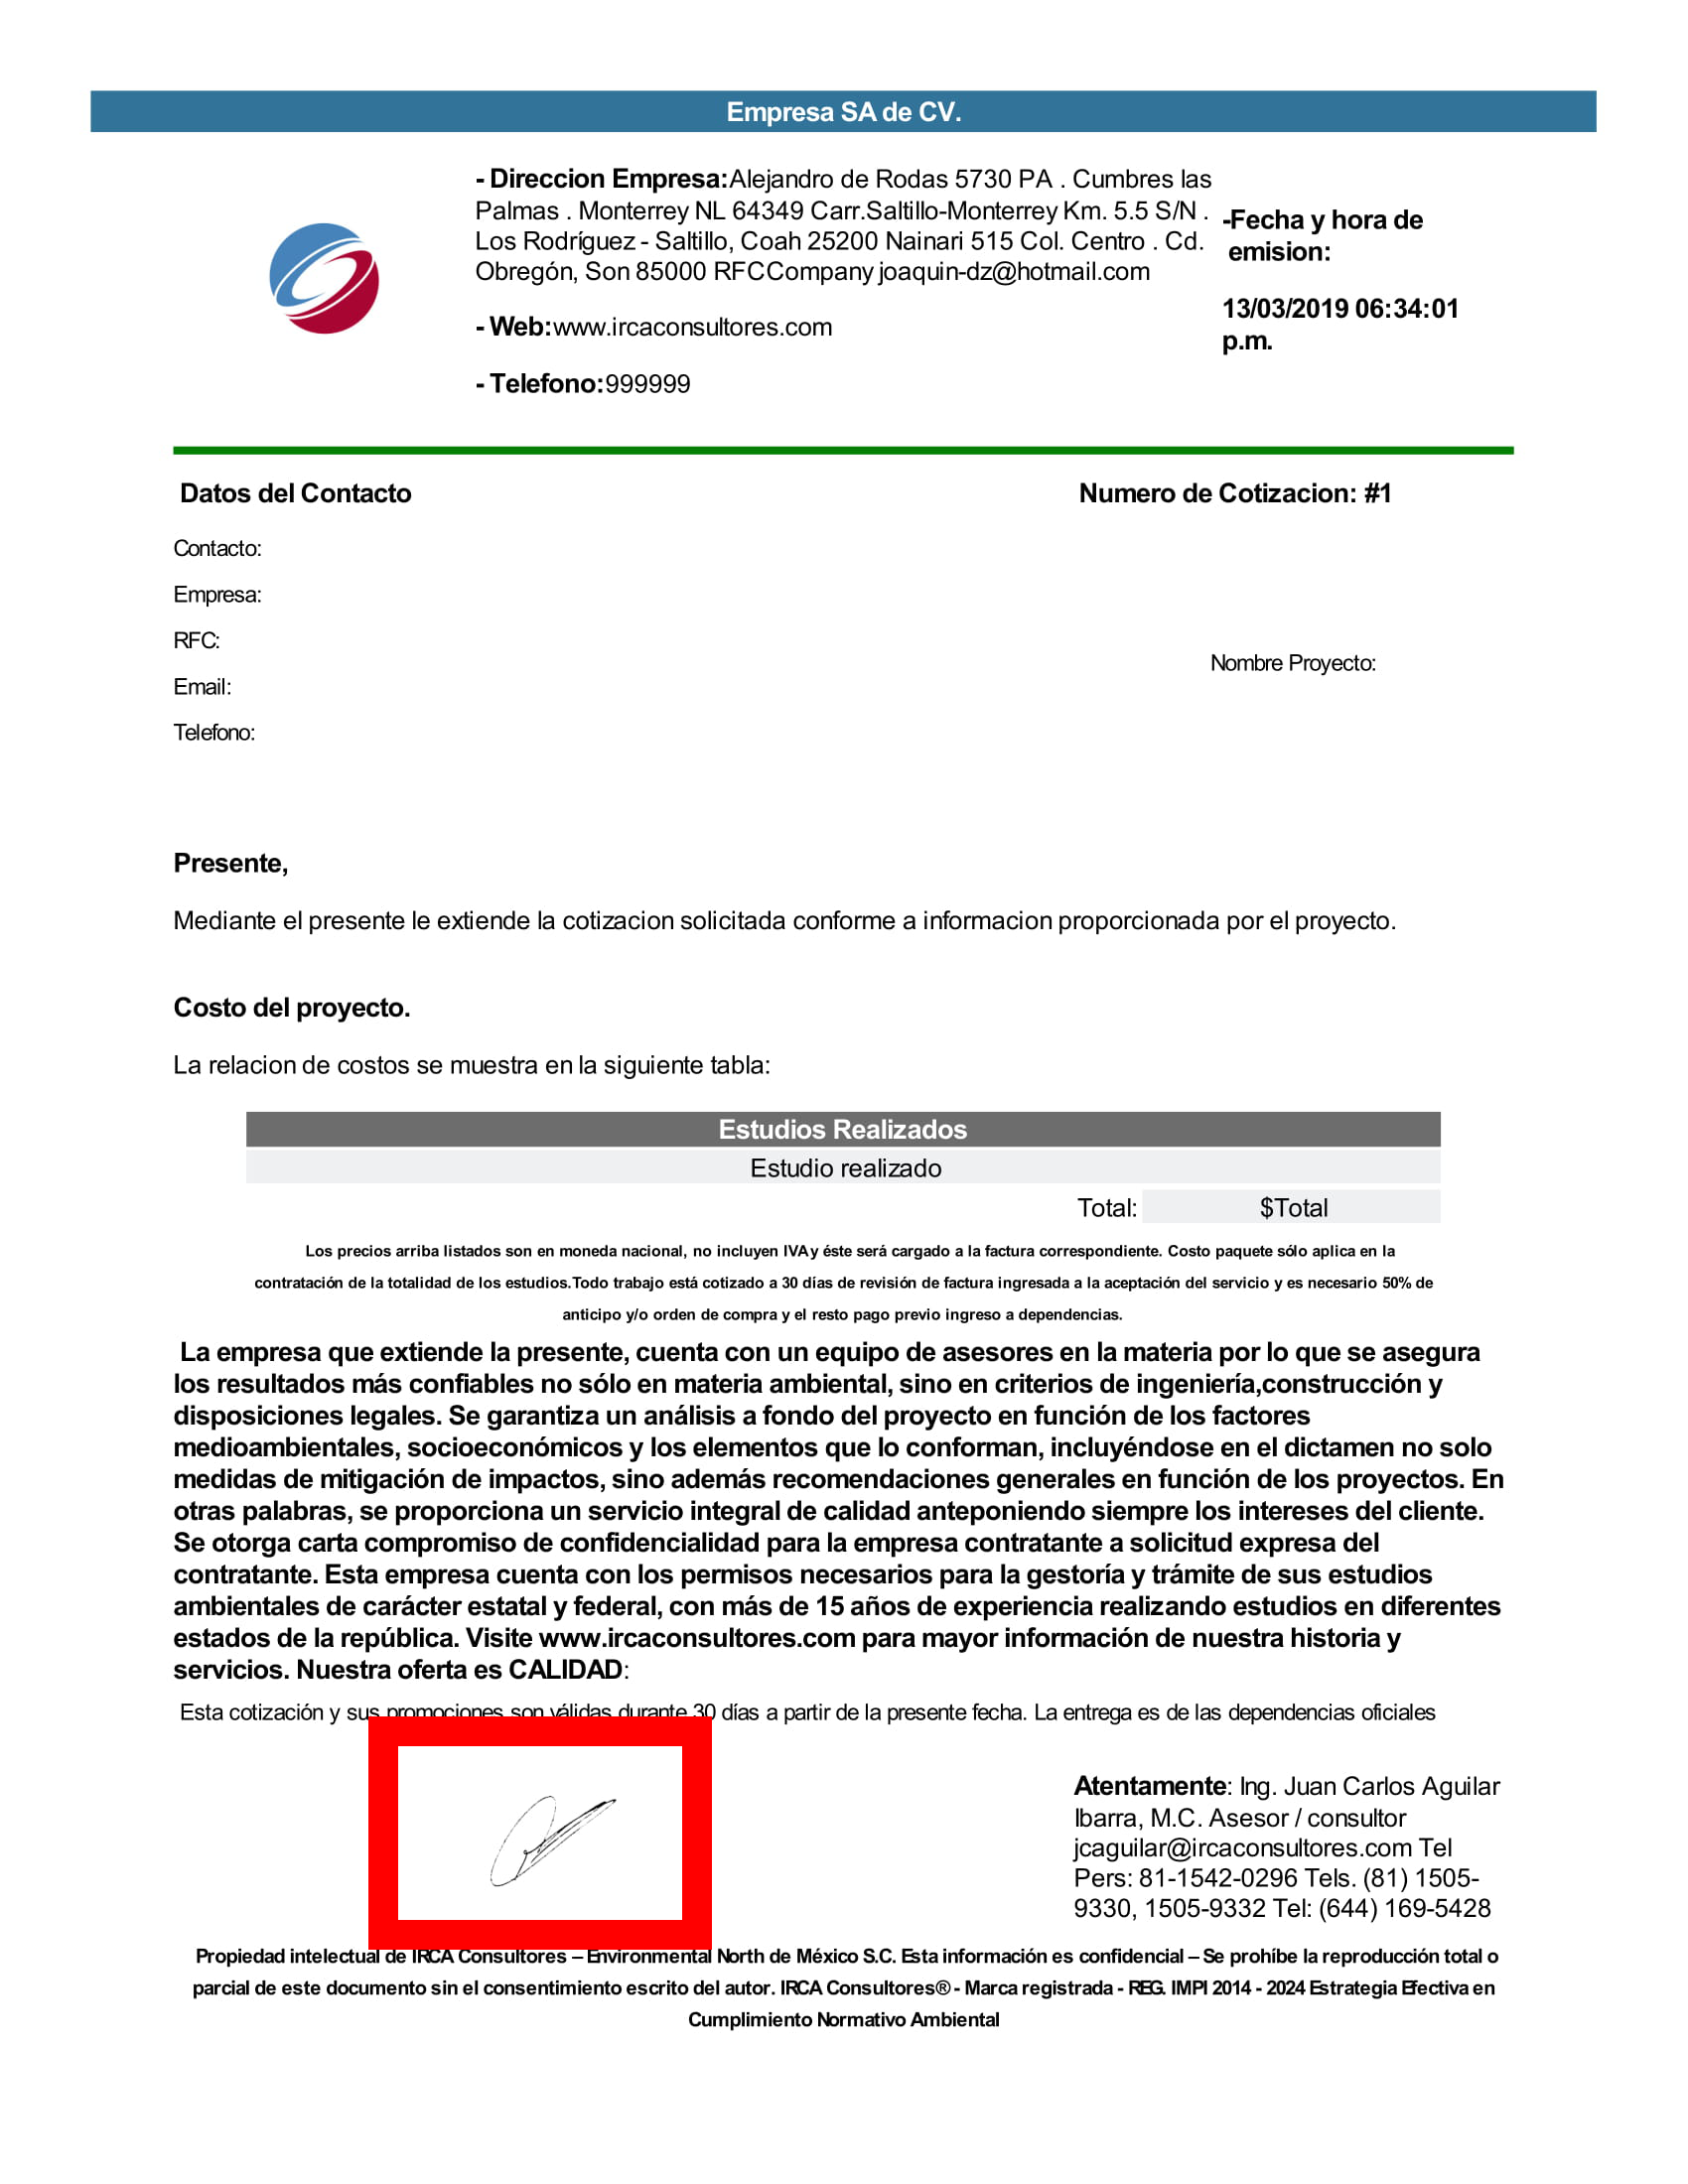 Empresa SA de CV.
- Direccion Empresa:Alejandro de Rodas 5730 PA . Cumbres las
Palmas . Monterrey NL 64349 Carr.Saltillo-Monterrey Km. 5.5 S/N .
Los Rodríguez - Saltillo, Coah 25200 Nainari 515 Col. Centro . Cd.
Obregón, Son 85000 RFCCompany joaquin-dz@hotmail.com
- Web:www.ircaconsultores.com
- Telefono:999999
-Fecha y hora de
emision:
13/03/2019 06:34:01
p.m.
Datos del Contacto
Numero de Cotizacion: #1
Contacto:
Empresa:
RFC:
Email:
Telefono:
Nombre Proyecto:
Presente,
Mediante el presente le extiende la cotizacion solicitada conforme a informacion proporcionada por el proyecto.
Costo del proyecto.
La relacion de costos se muestra en la siguiente tabla:
Estudios Realizados
Estudio realizado
Total: $Total
Los precios arriba listados son en moneda nacional, no incluyen IVA y éste será cargado a la factura correspondiente. Costo paquete sólo aplica en la
contratación de la totalidad de los estudios.Todo trabajo está cotizado a 30 días de revisión de factura ingresada a la aceptación del servicio y es necesario 50% de
anticipo y/o orden de compra y el resto pago previo ingreso a dependencias.
La empresa que extiende la presente, cuenta con un equipo de asesores en la materia por lo que se asegura
los resultados más confiables no sólo en materia ambiental, sino en criterios de ingeniería,construcción y
disposiciones legales. Se garantiza un análisis a fondo del proyecto en función de los factores
medioambientales, socioeconómicos y los elementos que lo conforman, incluyéndose en el dictamen no solo
medidas de mitigación de impactos, sino además recomendaciones generales en función de los proyectos. En
otras palabras, se proporciona un servicio integral de calidad anteponiendo siempre los intereses del cliente.
Se otorga carta compromiso de confidencialidad para la empresa contratante a solicitud expresa del
contratante. Esta empresa cuenta con los permisos necesarios para la gestoría y trámite de sus estudios
ambientales de carácter estatal y federal, con más de 15 años de experiencia realizando estudios en diferentes
estados de la república. Visite www.ircaconsultores.com para mayor información de nuestra historia y
servicios. Nuestra oferta es CALIDAD:
Esta cotización y sus promociones son válidas durante 30 días a partir de la presente fecha. La entrega es de las dependencias oficiales
Atentamente: Ing. Juan Carlos Aguilar
Ibarra, M.C. Asesor / consultor
jcaguilar@ircaconsultores.com Tel
Pers: 81-1542-0296 Tels. (81) 1505-
9330, 1505-9332 Tel: (644) 169-5428
Propiedad intelectual de IRCA Consultores – Environmental North de México S.C. Esta información es confidencial – Se prohíbe la reproducción total o
parcial de este documento sin el consentimiento escrito del autor. IRCA Consultores® - Marca registrada - REG. IMPI 2014 - 2024 Estrategia Efectiva en
Cumplimiento Normativo Ambiental